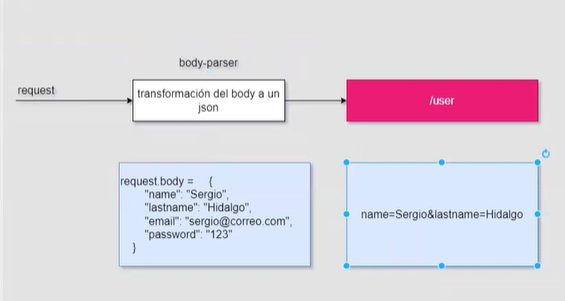 body-parser
request
transformación del body a un
json
/user
request.body = {
"name": "Sergio",
"lastname": "Hidalgo",
"email": "sergio@correo.com",
"password": "123"
}
name=Sergio&lastname=Hidalgo